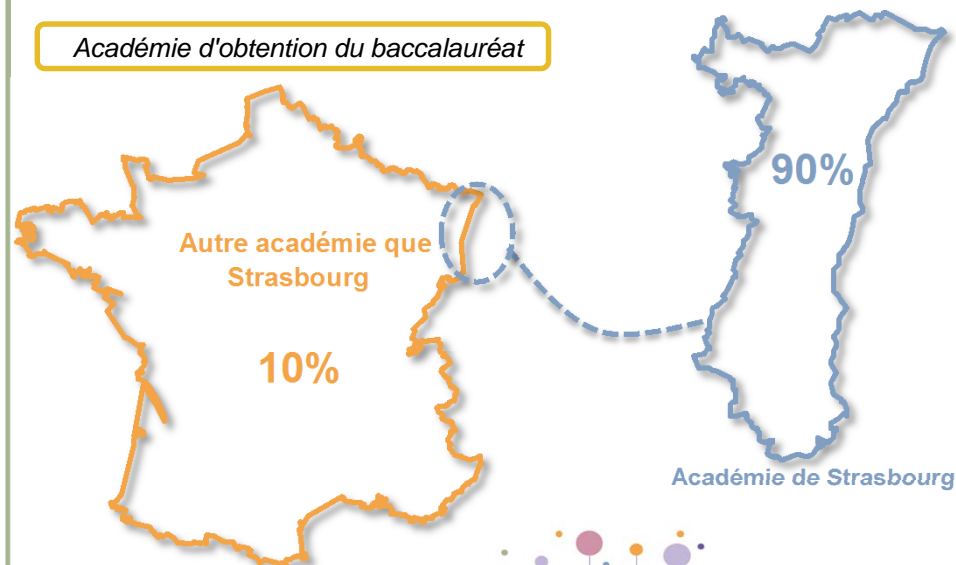 Académie d'obtention du baccalauréat
90%
Autre académie que
Strasbourg
10%
Académie de Strasbourg